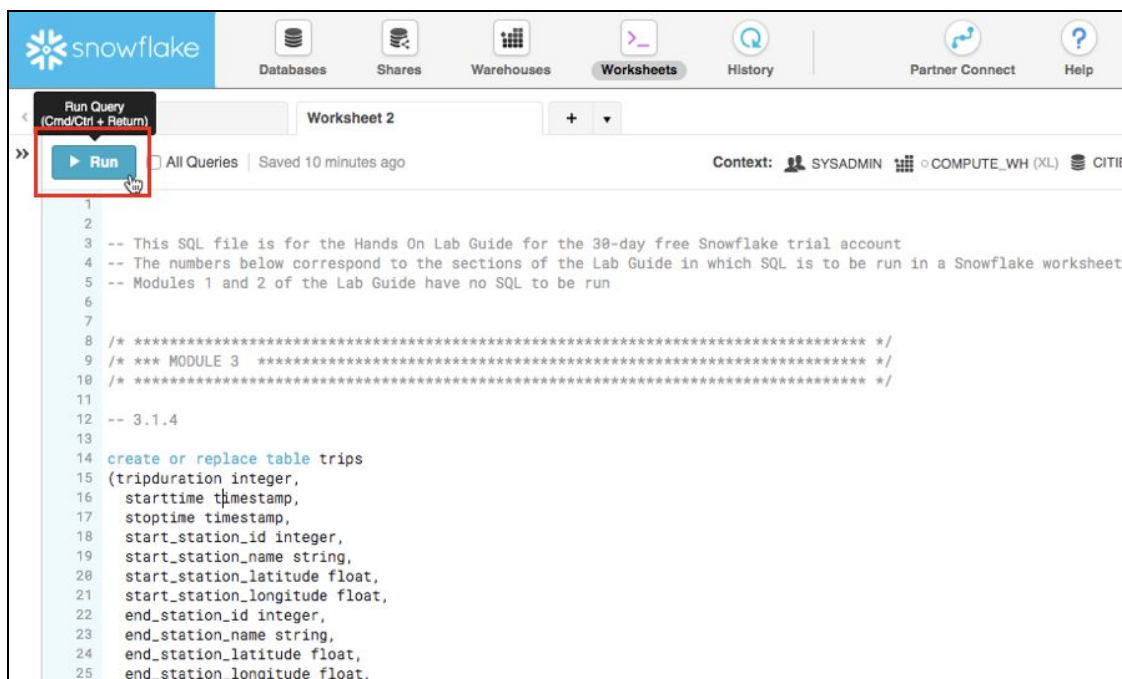 snowflake
Databases
Shares
Warehouses
Worksheets
History
Partner Connect
Help
Run Query
(Cmd/Ctrl + Return)
Worksheet 2
Run
All Queries
Saved 10 minutes ago
Context: SYSADMIN COMPUTE_WH (XL)
1
2
3 -- This SQL file is for the Hands On Lab Guide for the 30-day free Snowflake trial account
4 -- The numbers below correspond to the sections of the Lab Guide in which SQL is to be run in a Snowflake worksheet
5 -- Modules 1 and 2 of the Lab Guide have no SQL to be run
6
7
8 /* ******************************************************************************* */
9 /* *** MODULE 3 ****************************************************************** */
10 /* ******************************************************************************* */
11
12 -- 3.1.4
13
14 create or replace table trips
15 (tripduration integer,
16 starttime timestamp,
17 stoptime timestamp,
18 start_station_id integer,
19 start_station_name string,
20 start_station_latitude float,
21 start_station_longitude float,
22 end_station_id integer,
23 end_station_name string,
24 end_station_latitude float,
25 end_station_longitude float,